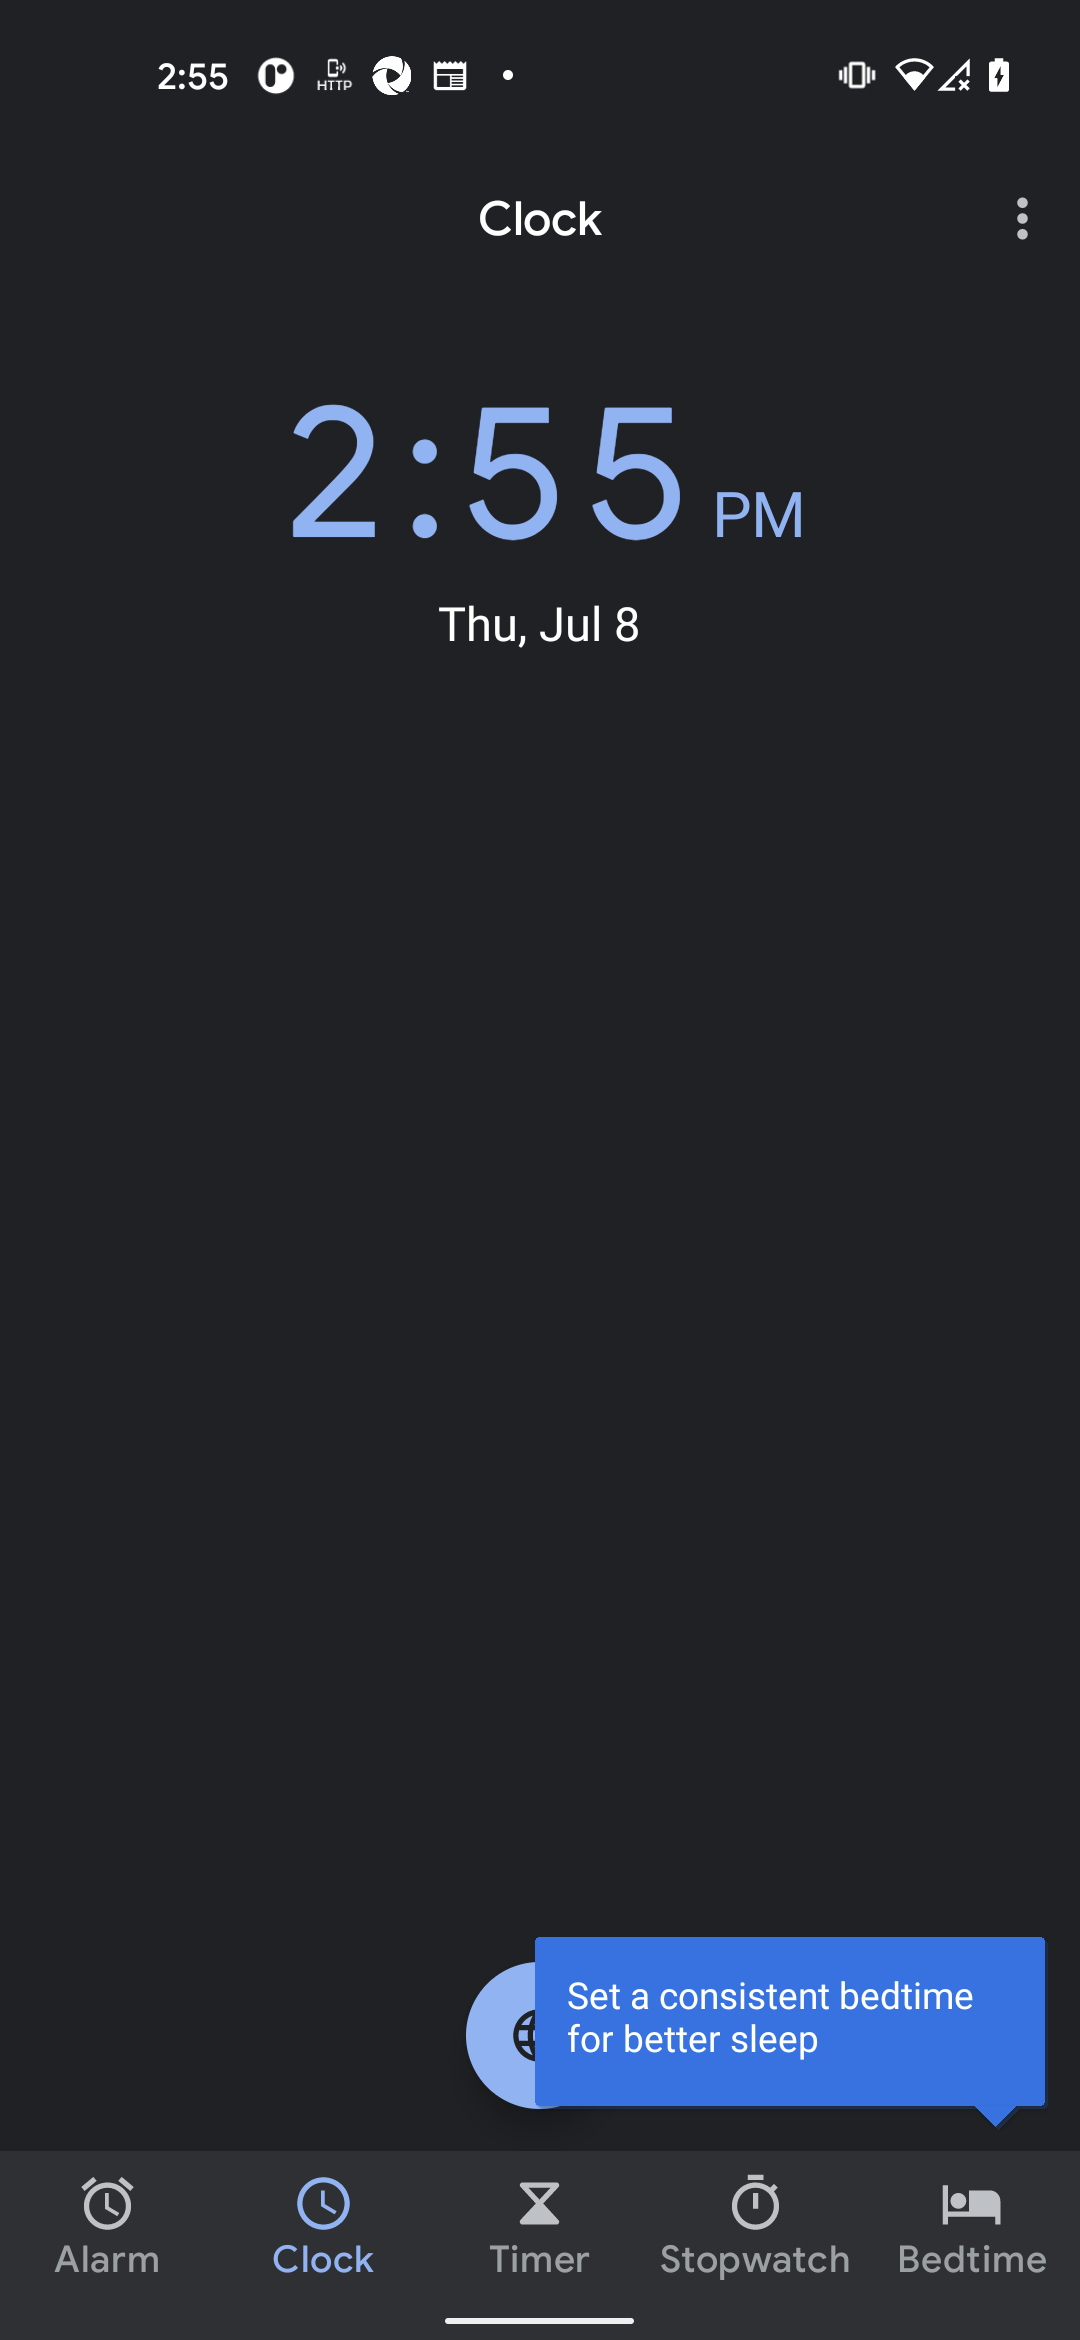 2:55
HTTP
Clock
2:55 PM
Thu, Jul 8
Set a consistent bedtime
for better sleep
Alarm
Clock
Timer
Stopwatch
Bedtime